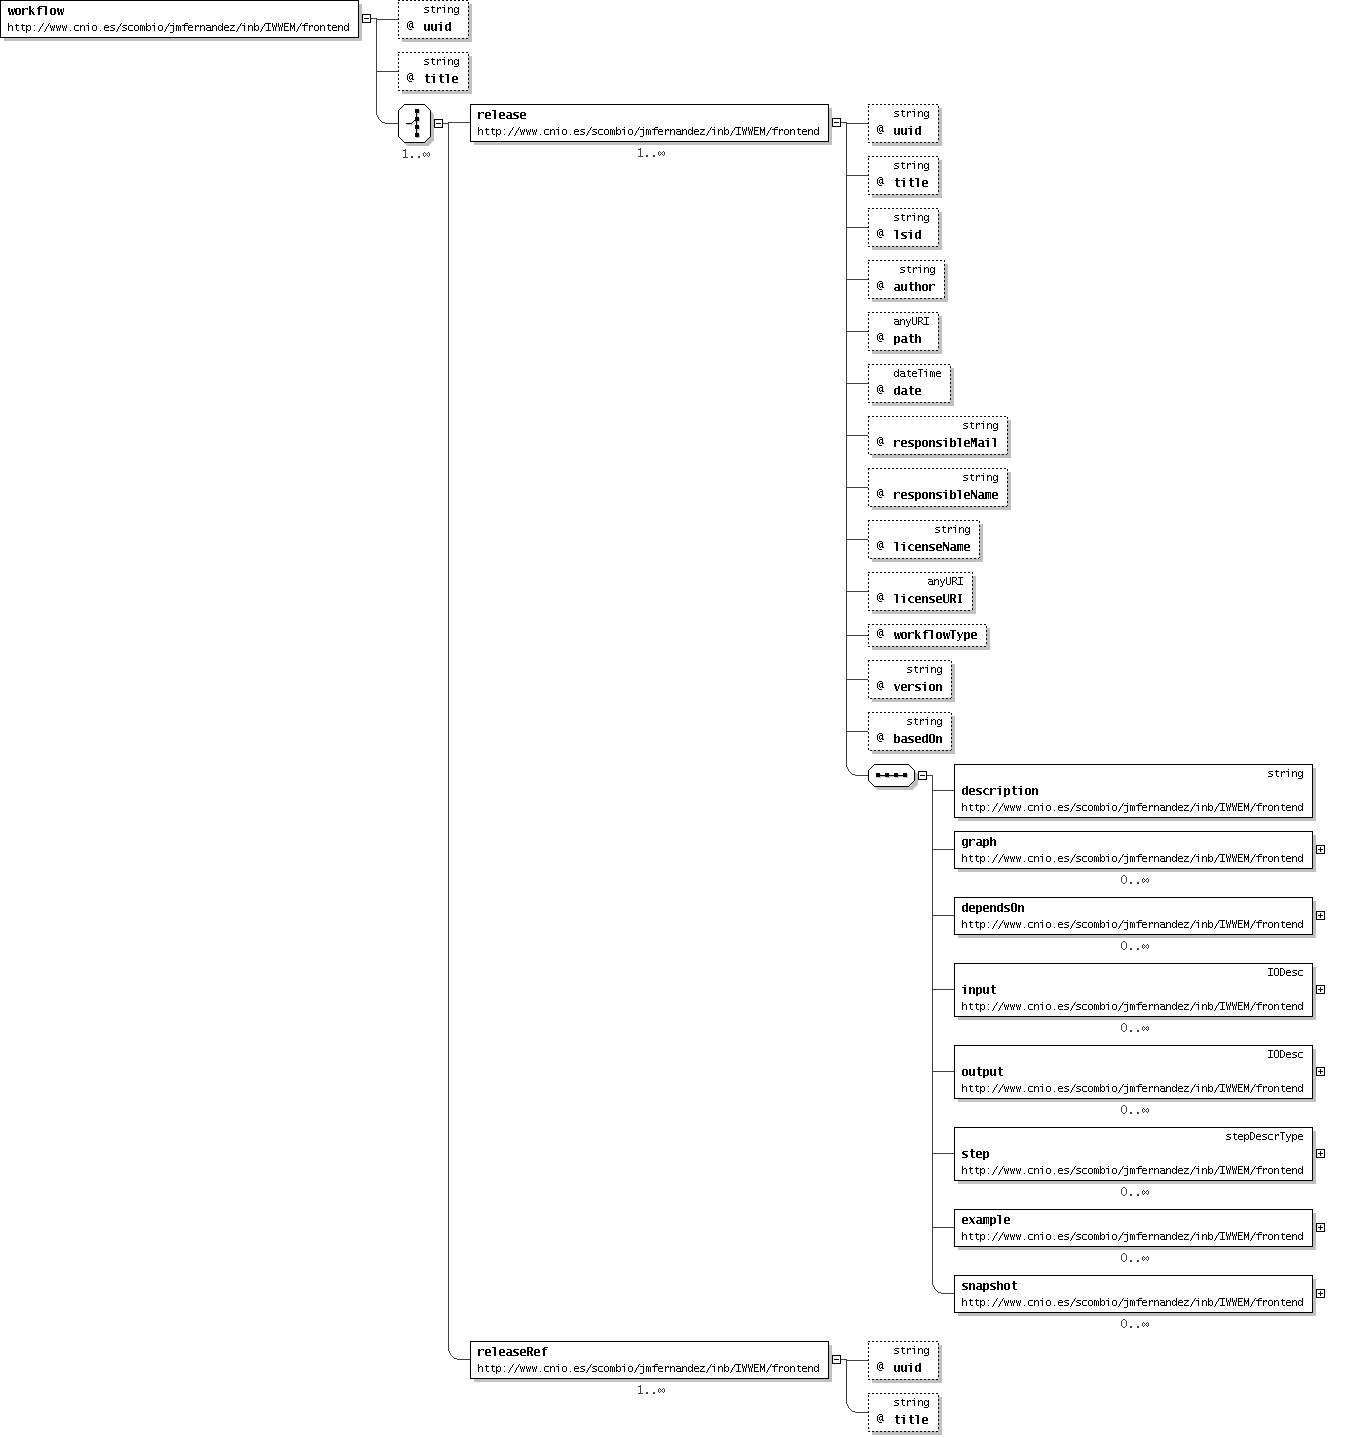 workflow
http://www.cnio.es/scombio/jmfernandez/inb/IWWEM/frontend
string
@ uuid
string
@ title
1..∞
release
http://www.cnio.es/scombio/jmfernandez/inb/IWWEM/frontend
1..∞
string
@ uuid
string
@ title
string
@ lsid
string
@ author
anyURI
@ path
dateTime
@ date
string
@ responsibleMail
string
@ responsibleName
string
@ licenseName
anyURI
@ licenseURI
@ workflowType
string
@ version
string
@ basedOn
string
description
http://www.cnio.es/scombio/jmfernandez/inb/IWWEM/frontend
graph
http://www.cnio.es/scombio/jmfernandez/inb/IWWEM/frontend
0..∞
dependsOn
http://www.cnio.es/scombio/jmfernandez/inb/IWWEM/frontend
0..∞
IODesc
input
http://www.cnio.es/scombio/jmfernandez/inb/IWWEM/frontend
0..∞
IODesc
output
http://www.cnio.es/scombio/jmfernandez/inb/IWWEM/frontend
0..∞
stepDescrType
step
http://www.cnio.es/scombio/jmfernandez/inb/IWWEM/frontend
0..∞
example
http://www.cnio.es/scombio/jmfernandez/inb/IWWEM/frontend
0..∞
snapshot
http://www.cnio.es/scombio/jmfernandez/inb/IWWEM/frontend
0..∞
releaseRef
http://www.cnio.es/scombio/jmfernandez/inb/IWWEM/frontend
1..∞
string
@ uuid
string
@ title